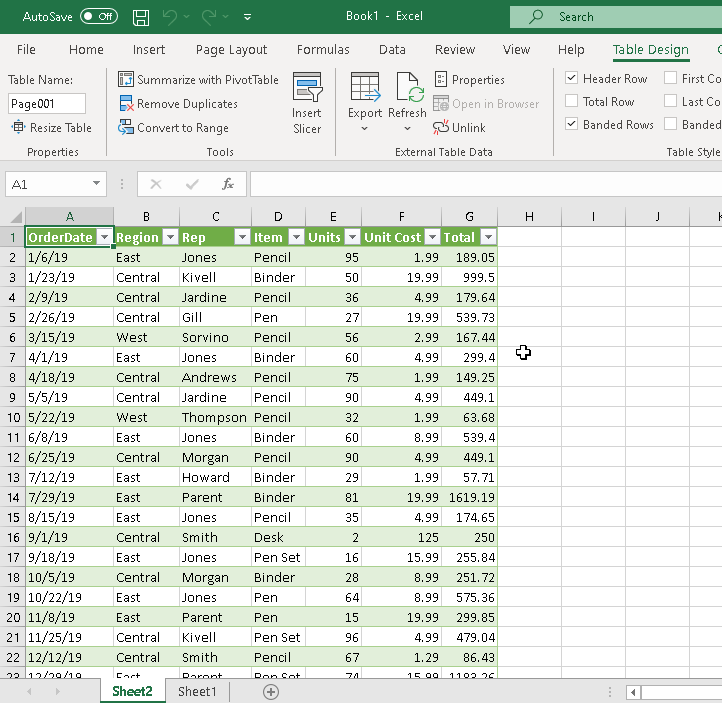 AutoSave Off Book1 - Excel Search
File Home Insert Page Layout Formulas Data Review View Help Table Design
Table Name: Summarize with PivotTable Properties Header Row First Co
Page001 Remove Duplicates Insert Slicer Export Refresh Open in Browser Total Row Last Co
Resize Table Convert to Range Unlink Banded Rows Banded
Properties Tools External Table Data Table Style
A1 fx
A B C D E F G H I J
1 OrderDate Region Rep Item Units Unit Cost Total
2 1/6/19 East Jones Pencil 95 1.99 189.05
3 1/23/19 Central Kivell Binder 50 19.99 999.5
4 2/9/19 Central Jardine Pencil 36 4.99 179.64
5 2/26/19 Central Gill Pen 27 19.99 539.73
6 3/15/19 West Sorvino Pencil 56 2.99 167.44
7 4/1/19 East Jones Binder 60 4.99 299.4
8 4/18/19 Central Andrews Pencil 75 1.99 149.25
9 5/5/19 Central Jardine Pencil 90 4.99 449.1
10 5/22/19 West Thompson Pencil 32 1.99 63.68
11 6/8/19 East Jones Binder 60 8.99 539.4
12 6/25/19 Central Morgan Pencil 90 4.99 449.1
13 7/12/19 East Howard Binder 29 1.99 57.71
14 7/29/19 East Parent Binder 81 19.99 1619.19
15 8/15/19 East Jones Pencil 35 4.99 174.65
16 9/1/19 Central Smith Desk 2 125 250
17 9/18/19 East Jones Pen Set 16 15.99 255.84
18 10/5/19 Central Morgan Binder 28 8.99 251.72
19 10/22/19 East Jones Pen 64 8.99 575.36
20 11/8/19 East Parent Pen 15 19.99 299.85
21 11/25/19 Central Kivell Pen Set 96 4.99 479.04
22 12/12/19 Central Smith Pencil 67 1.29 86.43
23 12/29/19 East Parent Pen Set 74 15.99 1183.26
Sheet2 Sheet1